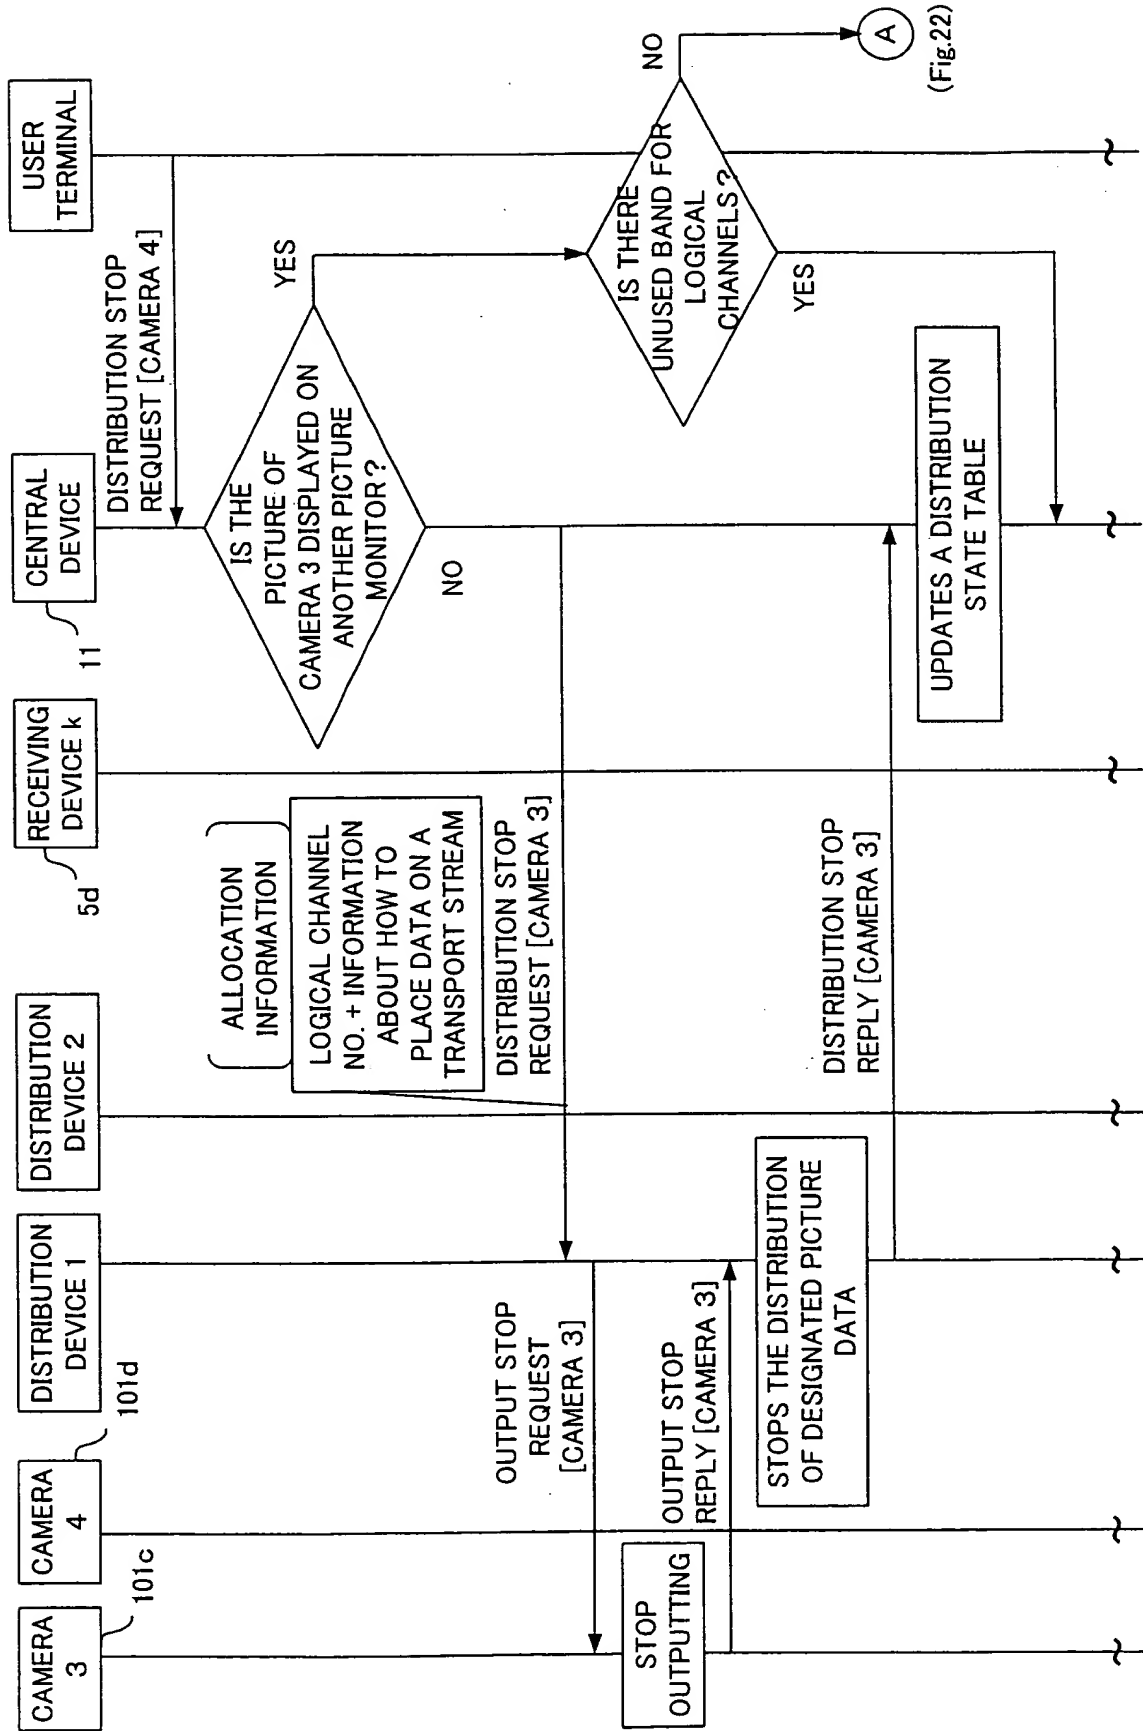 CAMERA
3
101c
CAMERA
4
101d
DISTRIBUTION
DEVICE 1
DISTRIBUTION
DEVICE 2
RECEIVING
DEVICE k
5d
CENTRAL
DEVICE
11
USER
TERMINAL
DISTRIBUTION STOP
REQUEST [CAMERA 4]
IS THE
PICTURE OF
CAMERA 3 DISPLAYED ON
ANOTHER PICTURE
MONITOR?
YES
NO
IS THERE
UNUSED BAND FOR
LOGICAL
CHANNELS?
NO
YES
A
(Fig.22)
ALLOCATION
INFORMATION
LOGICAL CHANNEL
NO. + INFORMATION
ABOUT HOW TO
PLACE DATA ON A
TRANSPORT STREAM
DISTRIBUTION STOP
REQUEST [CAMERA 3]
OUTPUT STOP
REQUEST
[CAMERA 3]
STOP
OUTPUTTING
OUTPUT STOP
REPLY [CAMERA 3]
STOPS THE DISTRIBUTION
OF DESIGNATED PICTURE
DATA
DISTRIBUTION STOP
REPLY [CAMERA 3]
UPDATES A DISTRIBUTION
STATE TABLE